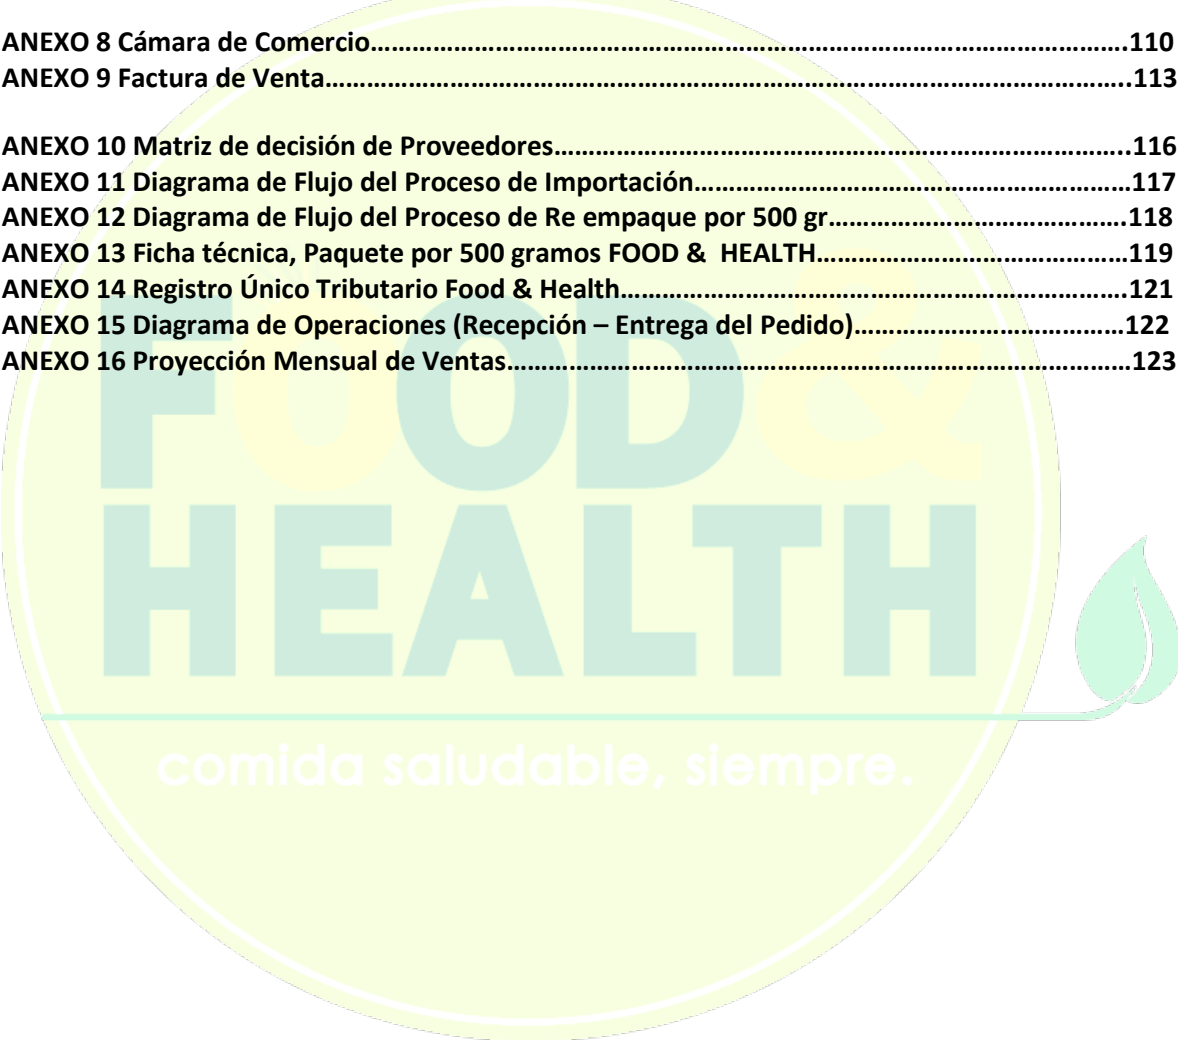 ANEXO 8 Cámara de Comercio……………………………………………………………………………………………….110
ANEXO 9 Factura de Venta……………………………………………………………………………………………………..113
ANEXO 10 Matriz de decisión de Proveedores………………………………………………………………………..116
ANEXO 11 Diagrama de Flujo del Proceso de Importación………………………………………………………117
ANEXO 12 Diagrama de Flujo del Proceso de Re empaque por 500 gr…………………………………….118
ANEXO 13 Ficha técnica, Paquete por 500 gramos FOOD &  HEALTH………………………………………119
ANEXO 14 Registro Único Tributario Food & Health……………………………………………………………….121
ANEXO 15 Diagrama de Operaciones (Recepción – Entrega del Pedido)…………………………………122
ANEXO 16 Proyección Mensual de Ventas………………………………………………………………………………123
FOOD &
HEALTH
comida saludable, siempre.